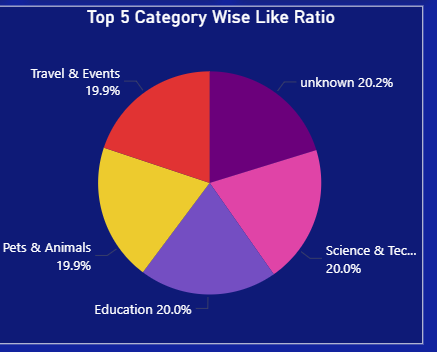 Top 5 Category Wise Like Ratio
Travel & Events
19.9%
unknown 20.2%
Pets & Animals
19.9%
Science & Tec...
20.0%
Education 20.0%